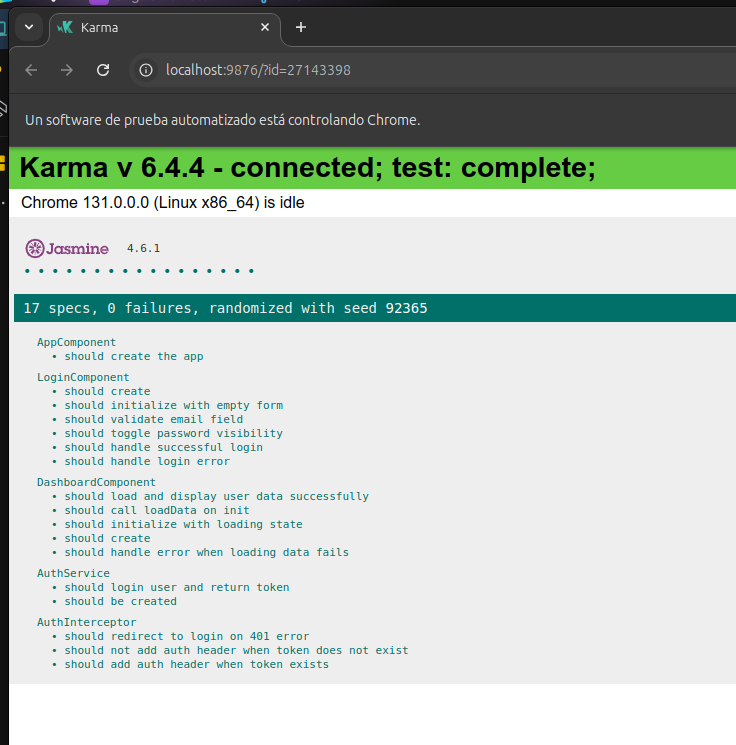 Karma
localhost:9876/?id=27143398
Un software de prueba automatizado está controlando Chrome.
Karma v 6.4.4 - connected; test: complete;
Chrome 131.0.0.0 (Linux x86_64) is idle
Jasmine 4.6.1
• • • • • • • • • • • • • • • • •
17 specs, 0 failures, randomized with seed 92365
AppComponent
• should create the app
LoginComponent
• should create
• should initialize with empty form
• should validate email field
• should toggle password visibility
• should handle successful login
• should handle login error
DashboardComponent
• should load and display user data successfully
• should call loadData on init
• should initialize with loading state
• should create
• should handle error when loading data fails
AuthService
• should login user and return token
• should be created
AuthInterceptor
• should redirect to login on 401 error
• should not add auth header when token does not exist
• should add auth header when token exists